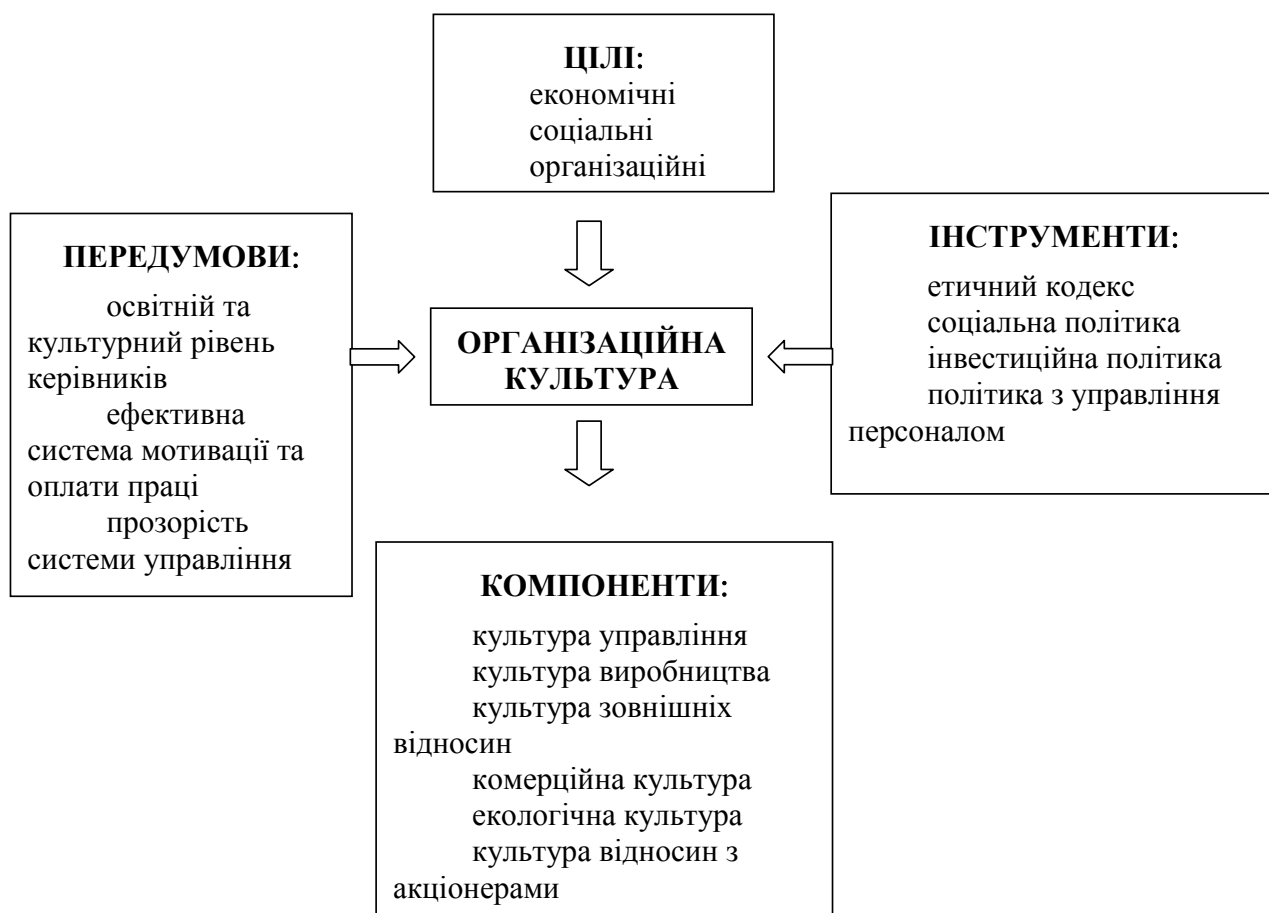 ЦІЛІ:
економічні
соціальні
організаційні
ПЕРЕДУМОВИ:
освітній та
культурний рівень
керівників
ефективна
система мотивації та
оплати праці
прозорість
системи управління
ОРГАНІЗАЦІЙНА
КУЛЬТУРА
ІНСТРУМЕНТИ:
етичний кодекс
соціальна політика
інвестиційна політика
політика з управління
персоналом
КОМПОНЕНТИ:
культура управління
культура виробництва
культура зовнішніх
відносин
комерційна культура
екологічна культура
культура відносин з
акціонерами